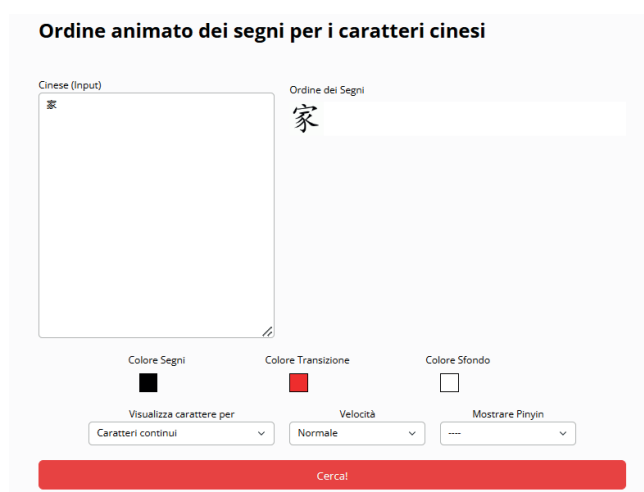 Ordine animato dei segni per i caratteri cinesi
Cinese (Input)
家
Ordine dei Segni
家
Colore Segni
Colore Transizione
Colore Sfondo
Visualizza carattere per
Velocità
Mostrare Pinyin
Caratteri continui
Normale
----
Cerca!